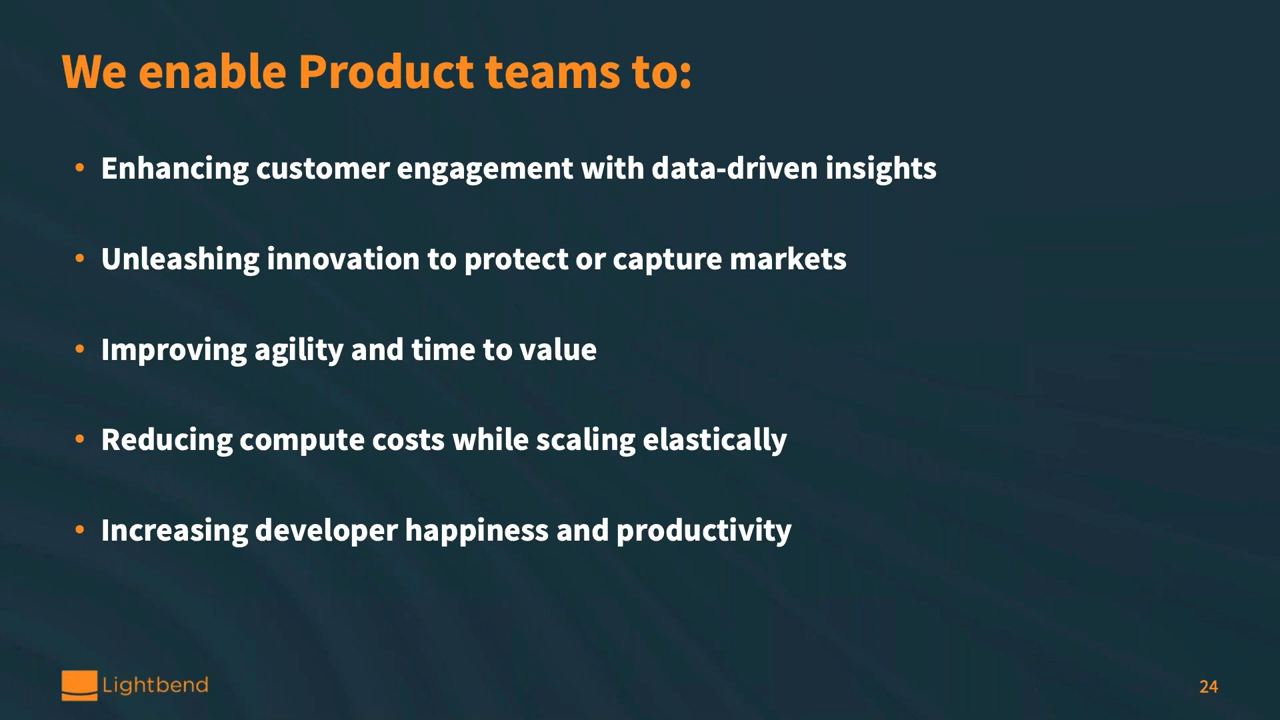 We enable Product teams to:
• Enhancing customer engagement with data-driven insights
• Unleashing innovation to protect or capture markets
• Improving agility and time to value
• Reducing compute costs while scaling elastically
• Increasing developer happiness and productivity
Lightbend
24